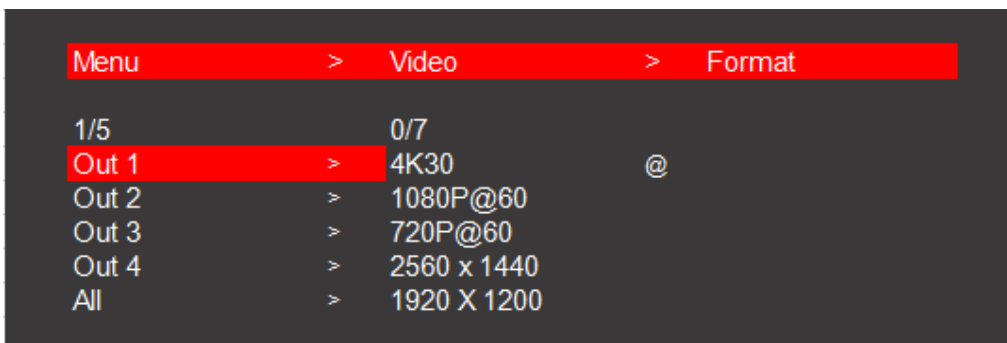 Menu > Video > Format
1/5 0/7
Out 1 > 4K30 @
Out 2 > 1080P@60
Out 3 > 720P@60
Out 4 > 2560 x 1440
All > 1920 X 1200